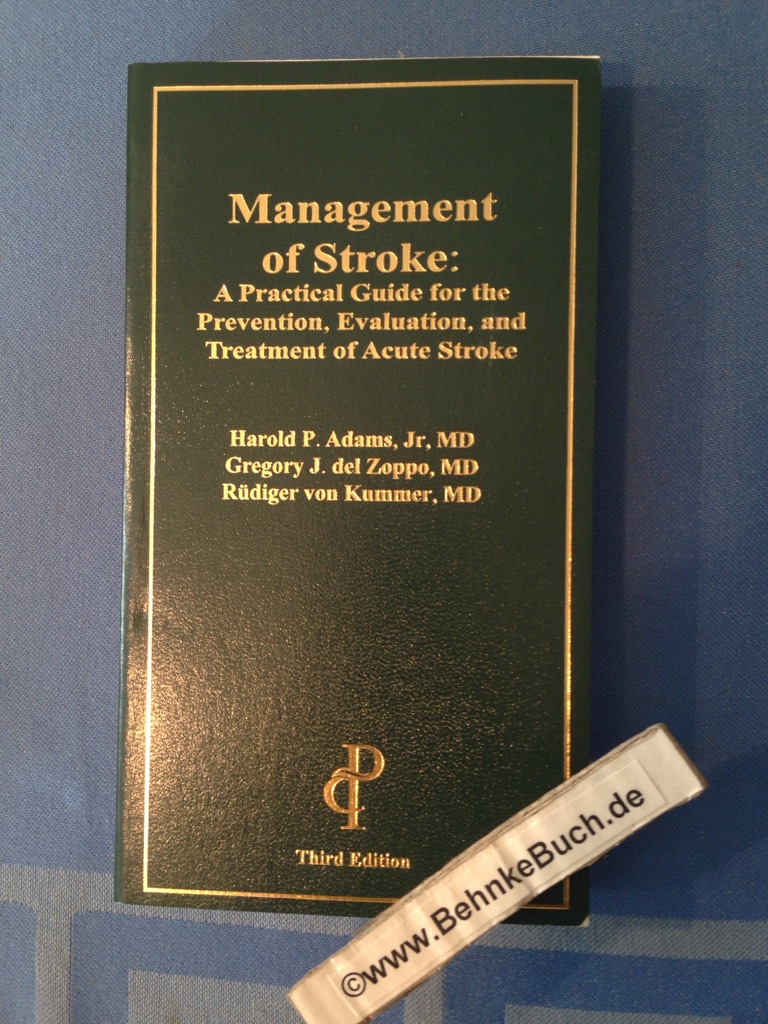 Management
of Stroke:
A Practical Guide for the
Prevention, Evaluation, and
Treatment of Acute Stroke
Harold P. Adams, Jr, MD
Gregory J. del Zoppo, MD
Rüdiger von Kummer, MD
PC
Third Edition
©www.BehnkeBuch.de